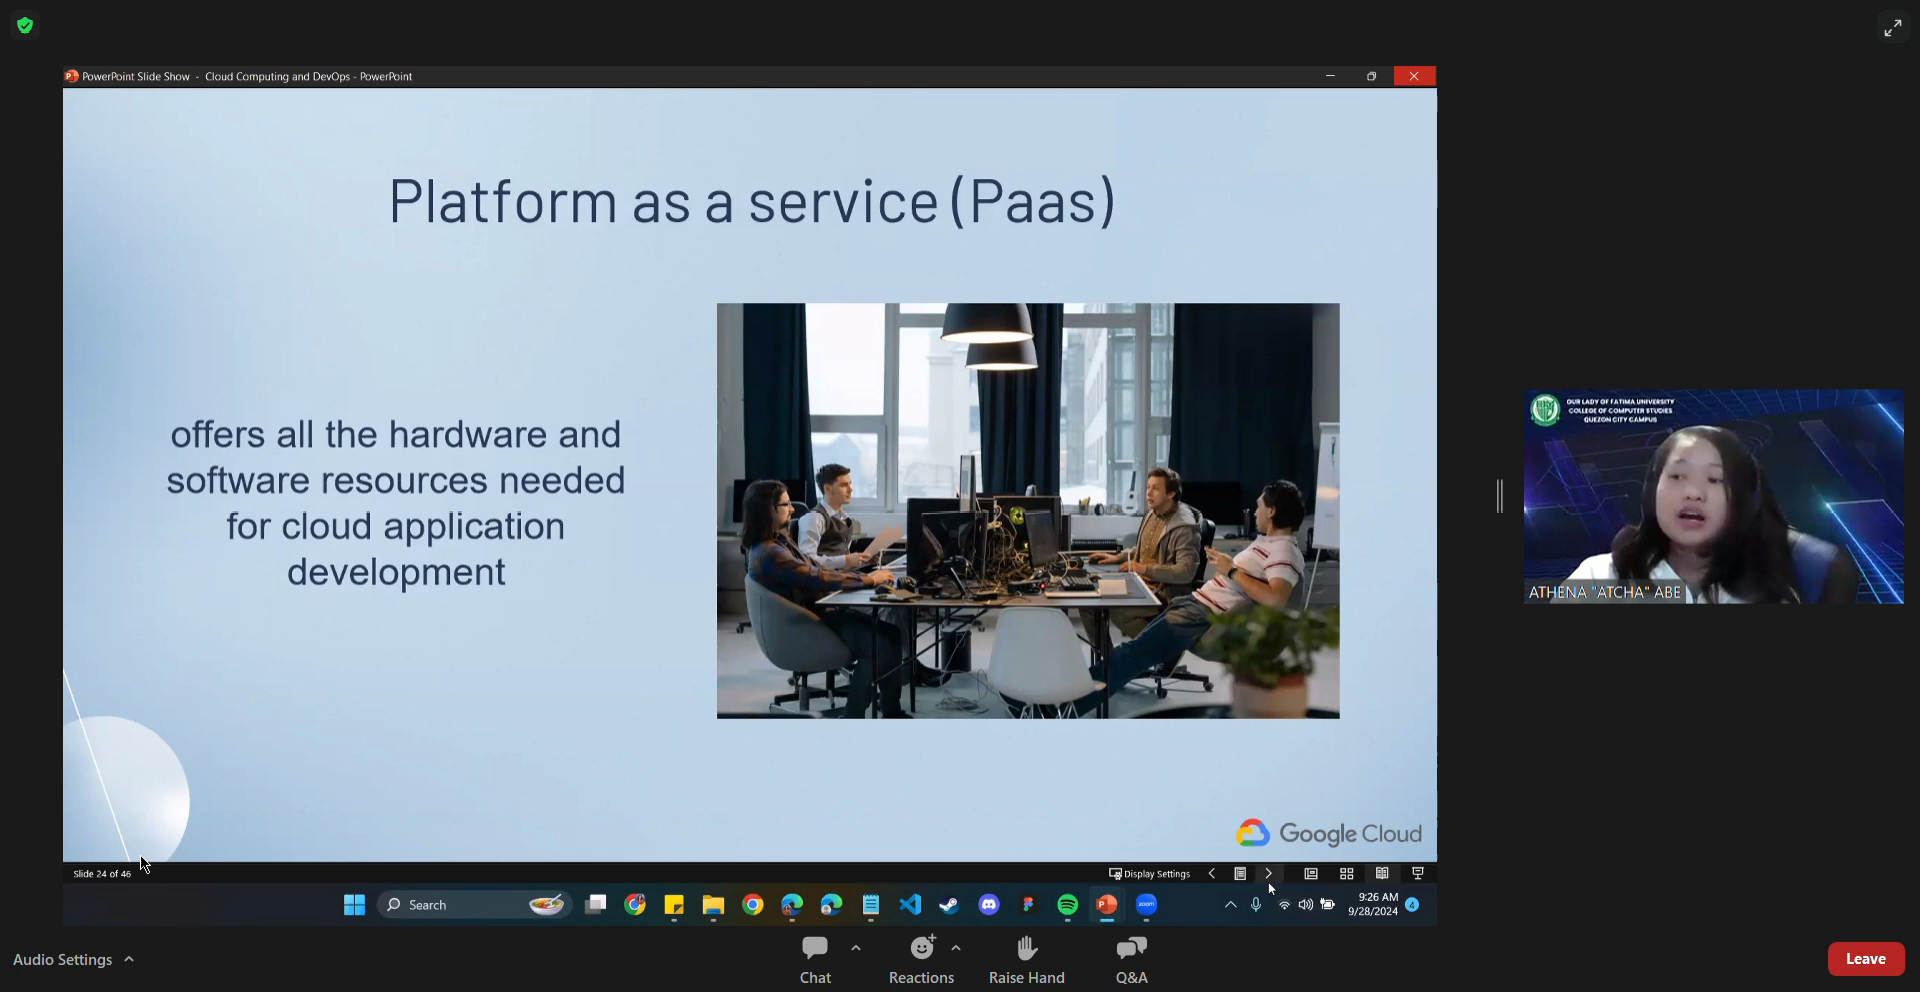 PowerPoint Slide Show - Cloud Computing and DevOps - PowerPoint
Platform as a service (Paas)
offers all the hardware and
software resources needed
for cloud application
development
Google Cloud
Slide 24 of 46
Display Settings
Search
zoom
9:26 AM
9/28/2024
4
OUR LADY OF FATIMA UNIVERSITY
COLLEGE OF COMPUTER STUDIES
QUEZON CITY CAMPUS
ATHENA "ATCHA" ABE
Audio Settings
Chat
Reactions
Raise Hand
Q&A
Leave